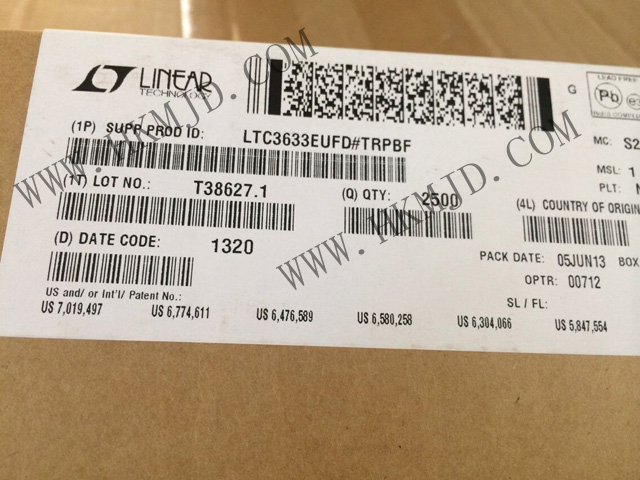 LINEAR
TECHNOLOGY
G
LEAD FREE
Pb
(1P) SUPP PROD ID: LTC3633EUFD#TRPBF
MC: S2
MSL: 1
(1T) LOT NO.: T38627.1
(Q) QTY: 2500
PLT:
(4L) COUNTRY OF ORIGIN
(D) DATE CODE: 1320
PACK DATE: 05JUN13 BOX
OPTR: 00712
SL / FL:
US and/ or Int'l/ Patent No.:
US 7,019,497 US 6,774,611 US 6,476,589 US 6,580,258 US 6,304,066 US 5,847,554
WWW.HKMJD.COM
WWW.HKMJD.COM